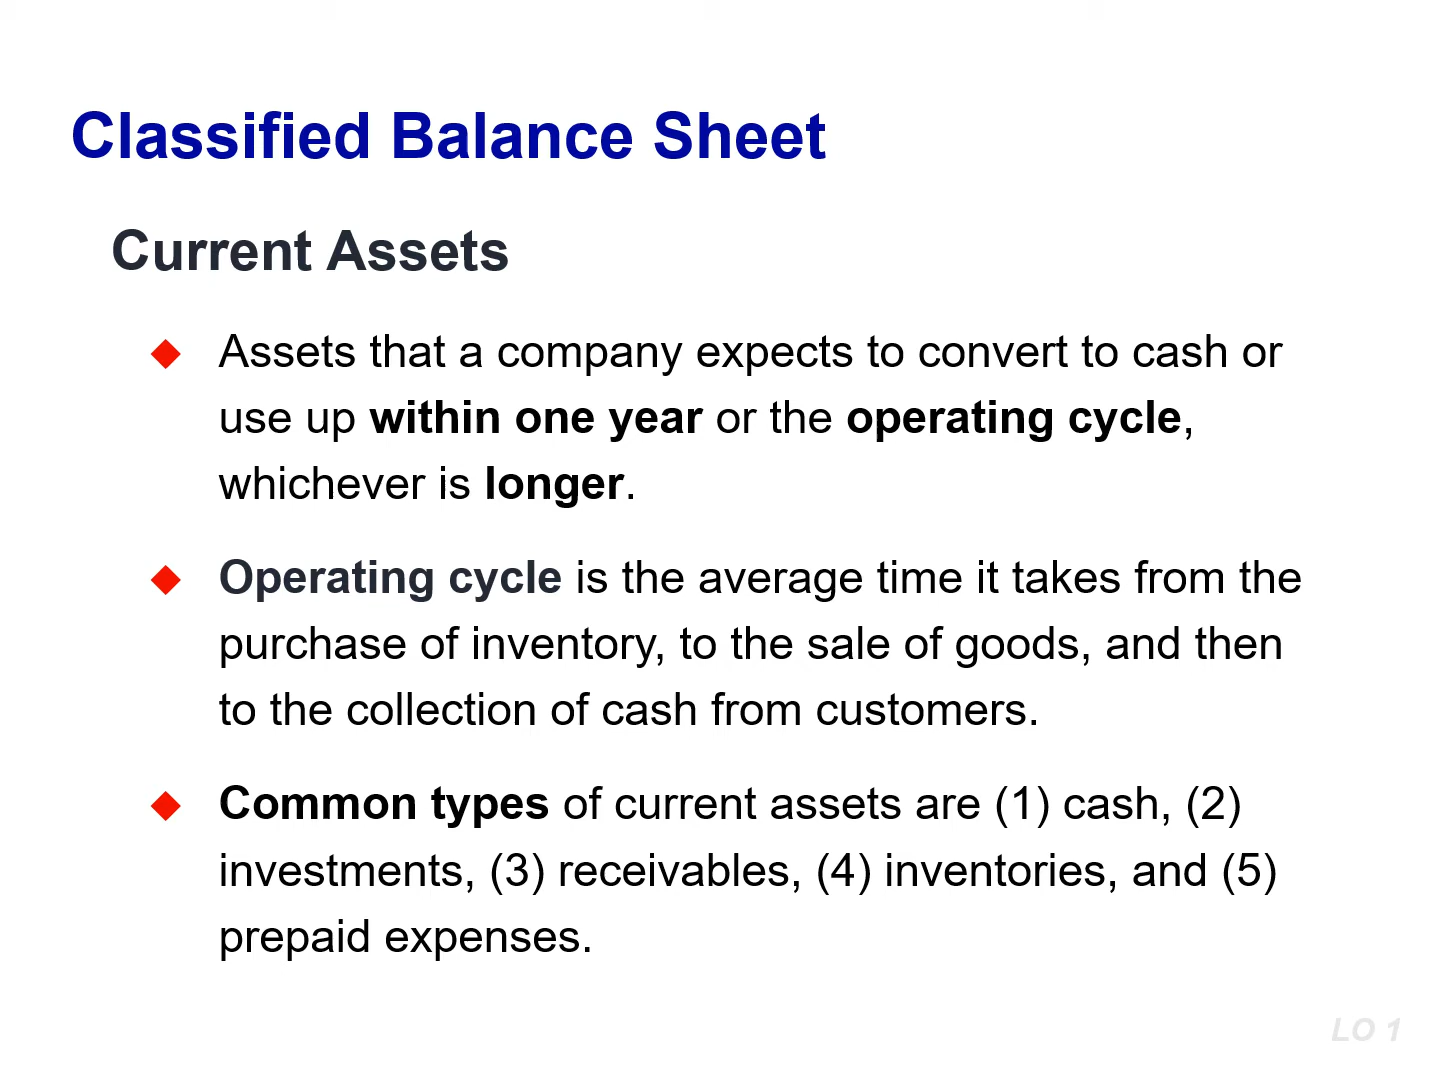 Classified Balance Sheet
Current Assets
Assets that a company expects to convert to cash or
use up within one year or the operating cycle,
whichever is longer.
Operating cycle is the average time it takes from the
purchase of inventory, to the sale of goods, and then
to the collection of cash from customers.
Common types of current assets are (1) cash, (2)
investments, (3) receivables, (4) inventories, and (5)
prepaid expenses.
LO 1